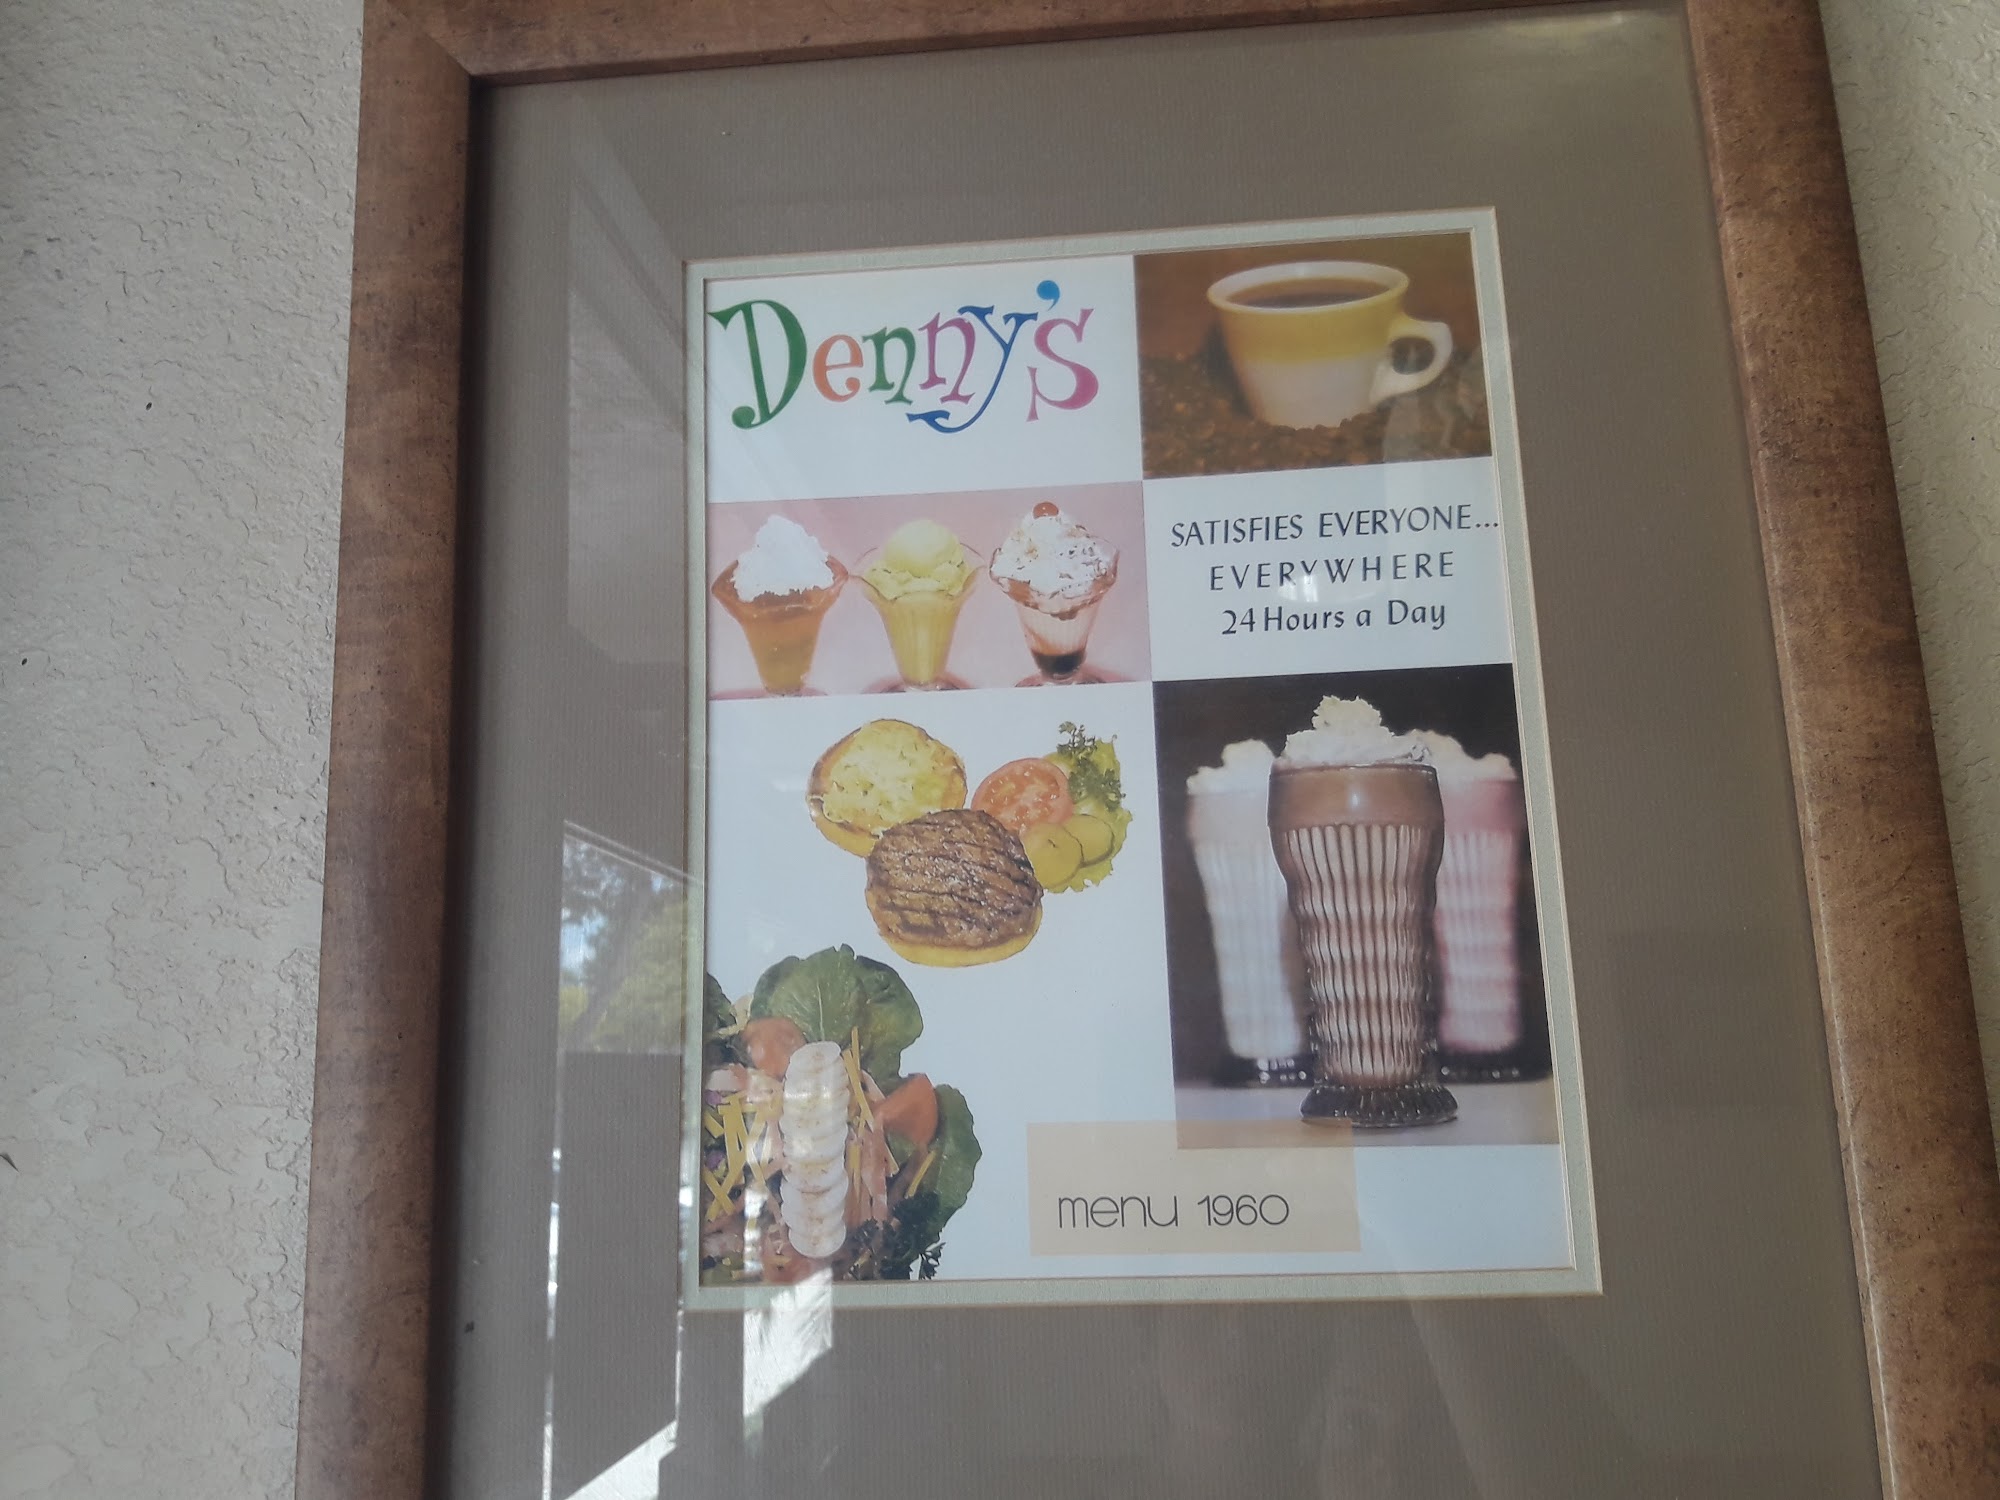 Denny's
SATISFIES EVERYONE...
EVERYWHERE
24 Hours a Day
menu 1960